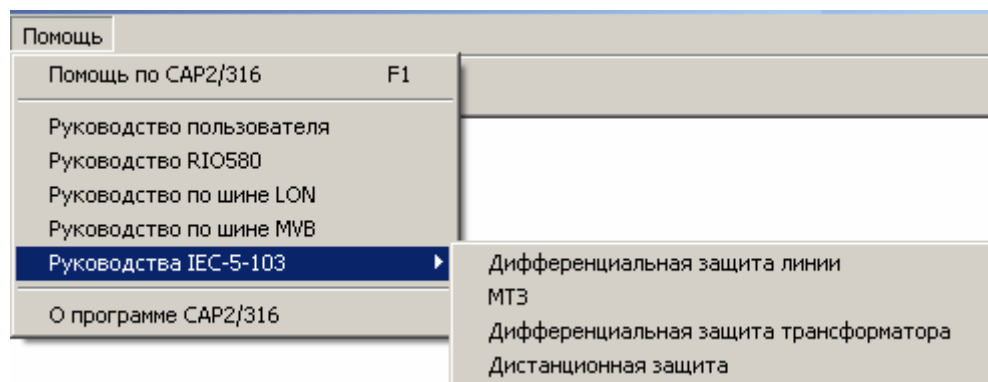 Помощь
Помощь по CAP2/316 F1
Руководство пользователя
Руководство RIO580
Руководство по шине LON
Руководство по шине MVB
Руководства IEC-5-103
О программе CAP2/316
Дифференциальная защита линии
МТЗ
Дифференциальная защита трансформатора
Дистанционная защита